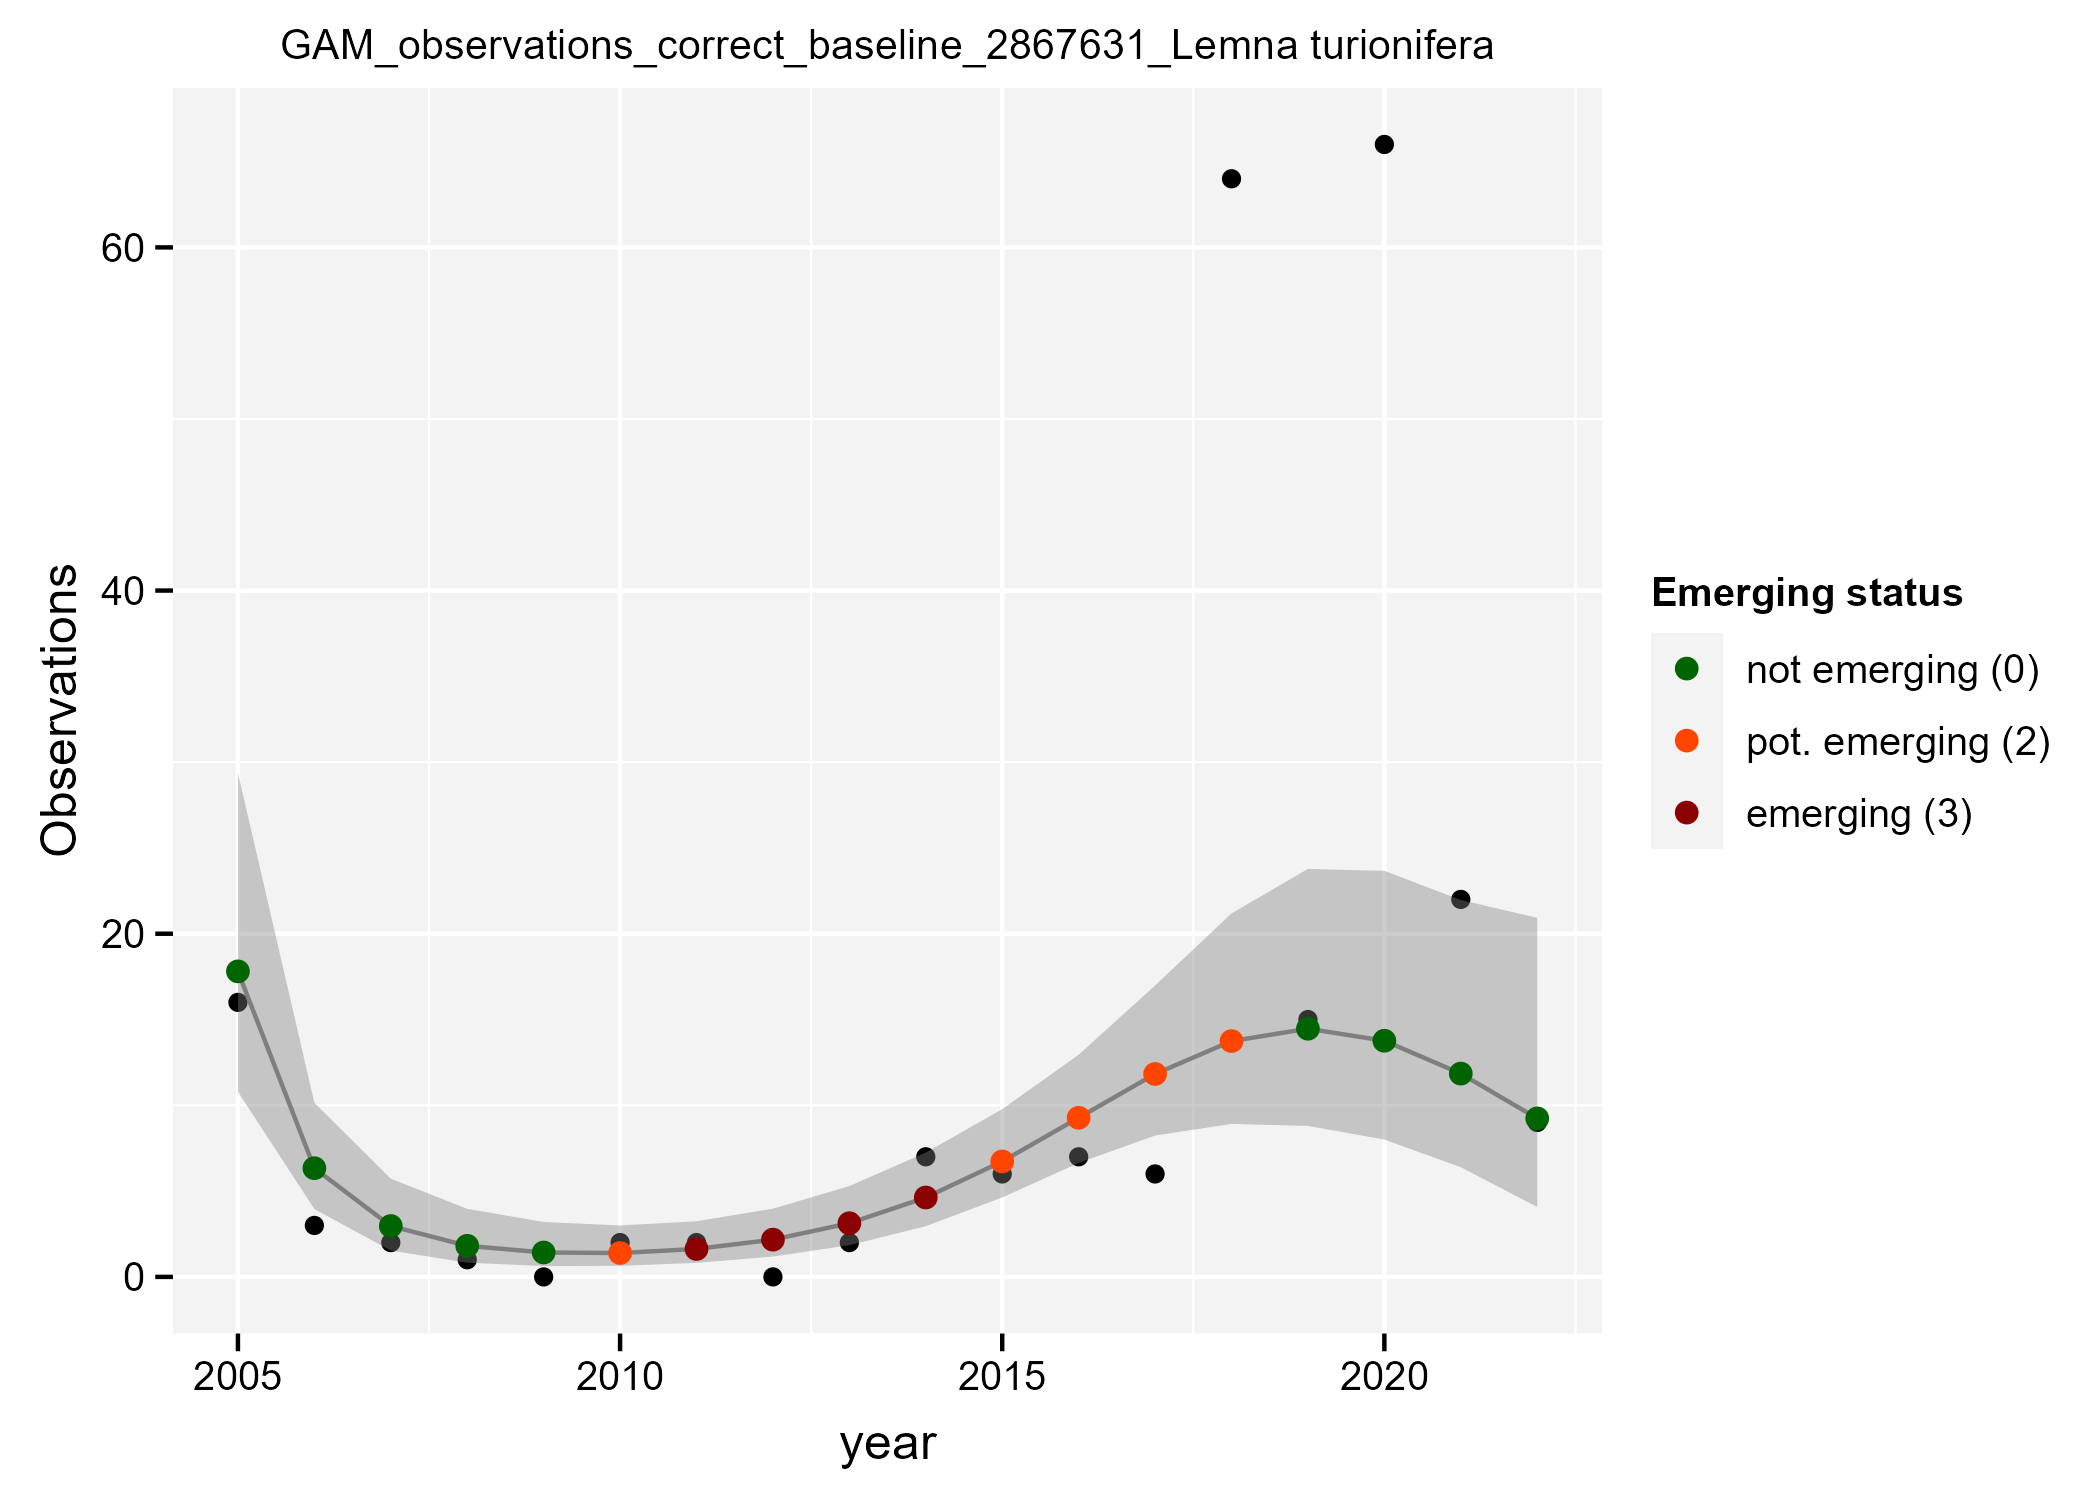 GAM_observations_correct_baseline_2867631_Lemna turionifera
Observations
60
40
20
0
2005
2010
2015
2020
year
Emerging status
not emerging (0)
pot. emerging (2)
emerging (3)